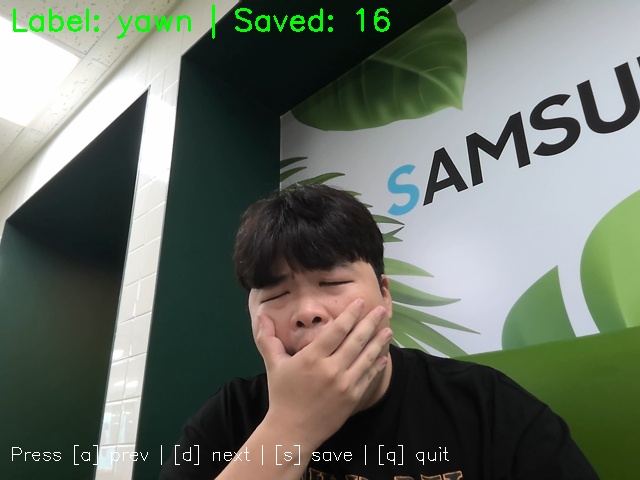 Label: yawn | Saved: 16
SAMSU
Press [a] prev | [d] next | [s] save | [q] quit